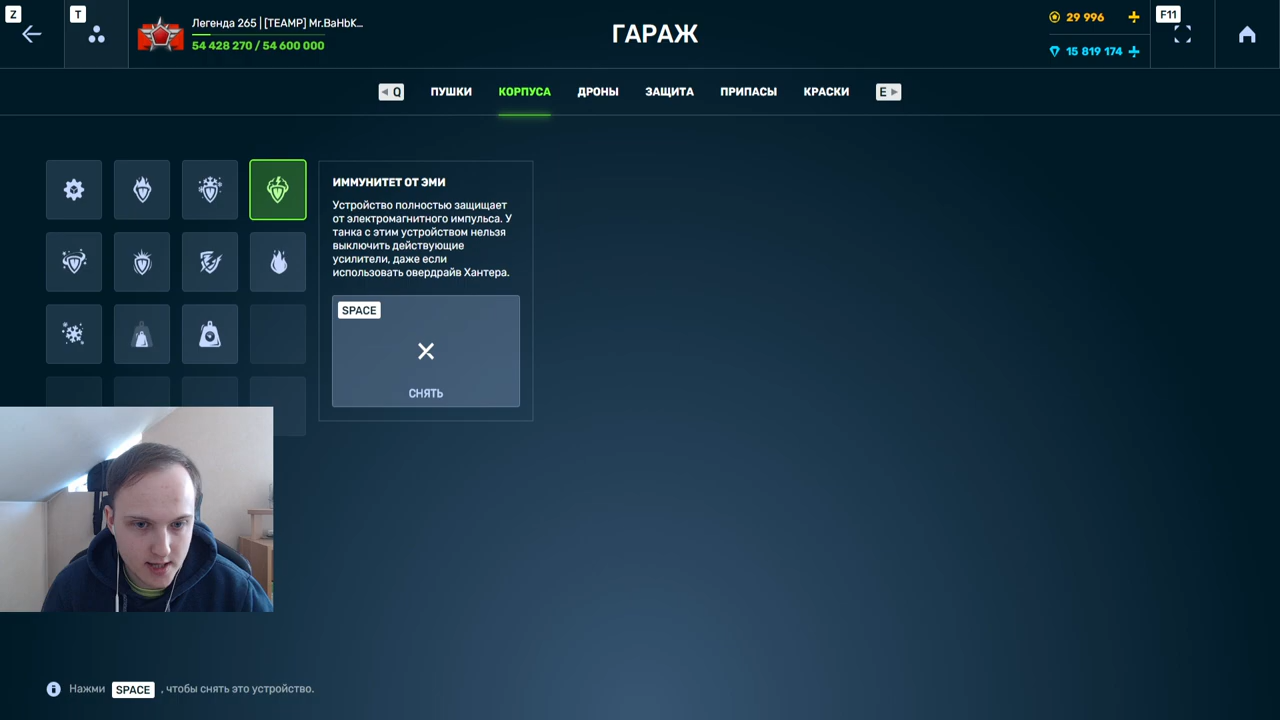 Z
T
Легенда 265 | [TEAMP] Mr.BaHbK...
54 428 270 / 54 600 000
ГАРАЖ
29 996
15 819 174
F11
Q
ПУШКИ
КОРПУСА
ДРОНЫ
ЗАЩИТА
ПРИПАСЫ
КРАСКИ
E
ИММУНИТЕТ ОТ ЭМИ
Устройство полностью защищает
от электромагнитного импульса. У
танка с этим устройством нельзя
выключить действующие
усилители, даже если
использовать овердрайв Хантера.
SPACE
СНЯТЬ
Нажми SPACE , чтобы снять это устройство.